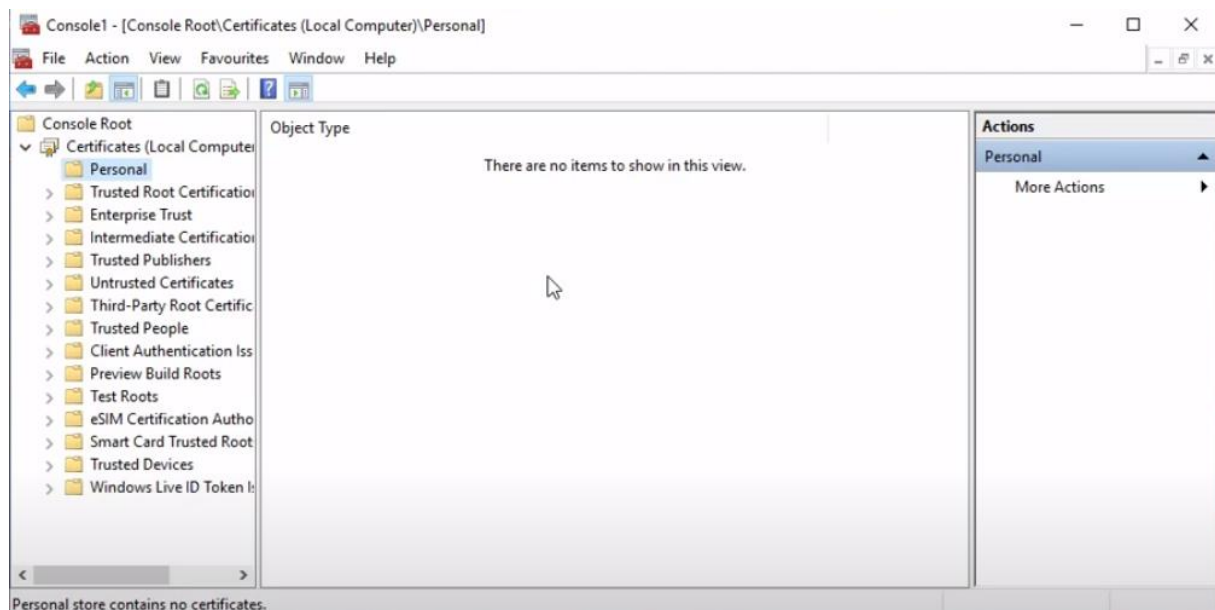 Console1 - [Console Root\Certificates (Local Computer)\Personal]
File Action View Favourites Window Help
Console Root
Certificates (Local Computer
Personal
Trusted Root Certification
Enterprise Trust
Intermediate Certification
Trusted Publishers
Untrusted Certificates
Third-Party Root Certific
Trusted People
Client Authentication Iss
Preview Build Roots
Test Roots
eSIM Certification Autho
Smart Card Trusted Root
Trusted Devices
Windows Live ID Token Is
Object Type
There are no items to show in this view.
Actions
Personal
More Actions
Personal store contains no certificates.